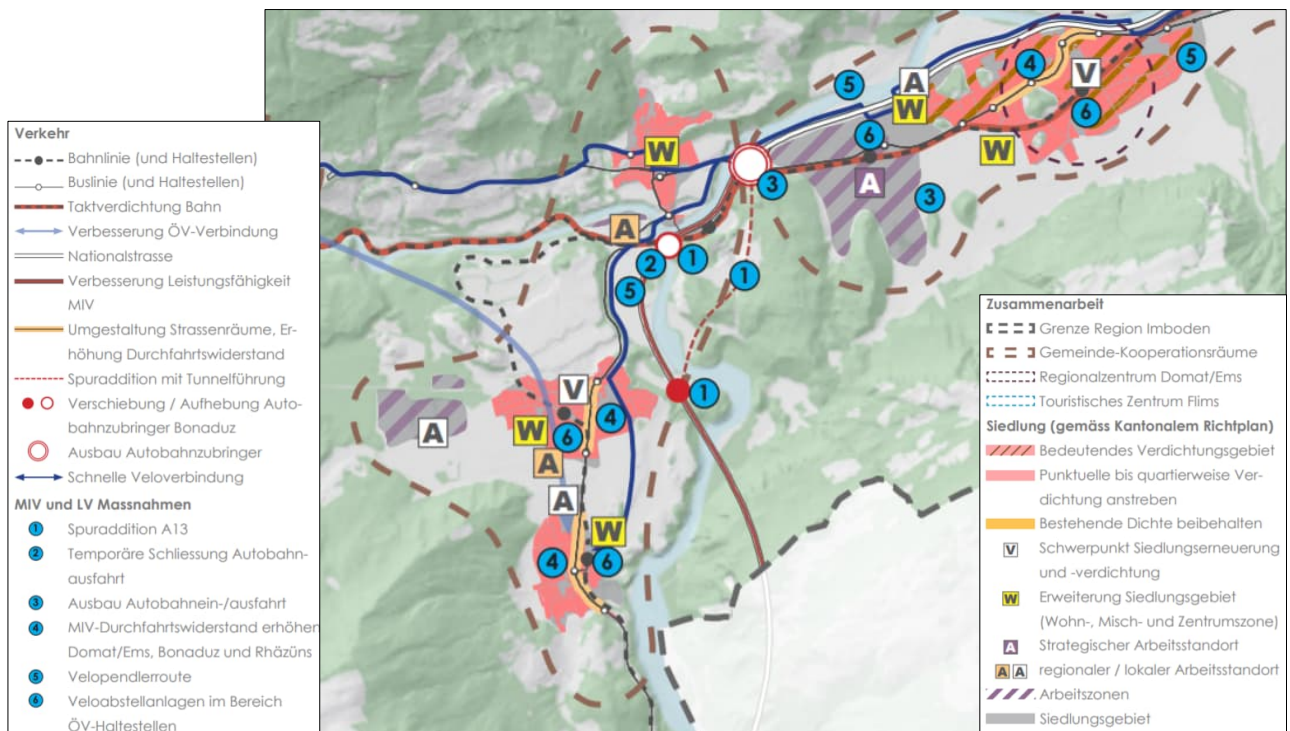 Verkehr
Bahnlinie (und Haltestellen)
Buslinie (und Haltestellen)
Taktverdichtung Bahn
Verbesserung ÖV-Verbindung
Nationalstrasse
Verbesserung Leistungsfähigkeit
MIV
Umgestaltung Strassenräume, Er-
höhung Durchfahrtswiderstand
Spuraddition mit Tunnelführung
Verschiebung / Aufhebung Auto-
bahnzubringer Bonaduz
Ausbau Autobahnzubringer
Schnelle Veloverbindung
MIV und LV Massnahmen
1 Spuraddition A13
2 Temporäre Schliessung Autobahn-
ausfahrt
3 Ausbau Autobahnein-/ausfahrt
4 MIV-Durchfahrtswiderstand erhöhen
Domat/Ems, Bonaduz und Rhäzüns
5 Velopendlerroute
6 Veloabstellanlagen im Bereich
ÖV-Haltestellen
4
5
V
5
A
W
6
6
W
W
A
3
3
A
2
1
1
5
1
V
4
W
6
A
A
A
W
4
6
Zusammenarbeit
Grenze Region Imboden
Gemeinde-Kooperationsräume
Regionalzentrum Domat/Ems
Touristisches Zentrum Flims
Siedlung (gemäss Kantonalem Richtplan)
Bedeutendes Verdichtungsgebiet
Punktuelle bis quartierweise Ver-
dichtung anstreben
Bestehende Dichte beibehalten
V Schwerpunkt Siedlungserneuerung
und -verdichtung
W Erweiterung Siedlungsgebiet
(Wohn-, Misch- und Zentrumszone)
A Strategischer Arbeitsstandort
A A regionaler / lokaler Arbeitsstandort
Arbeitszonen
Siedlungsgebiet